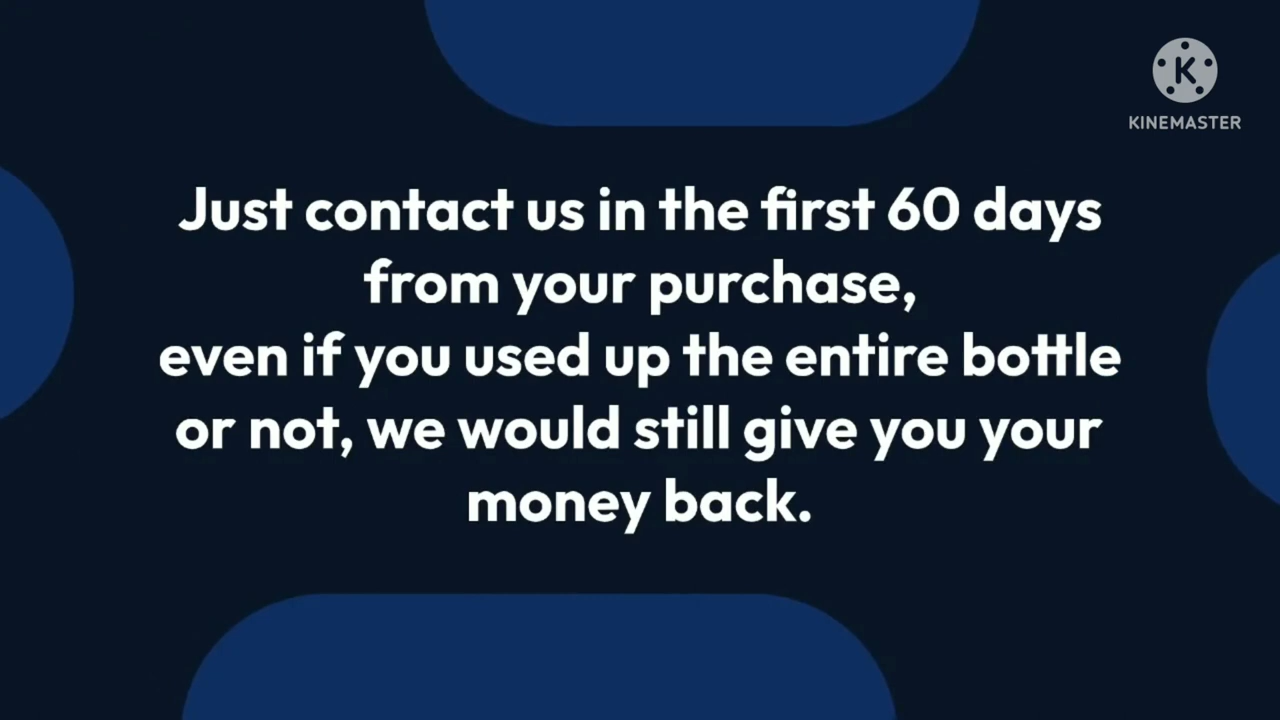 K
KINEMASTER
Just contact us in the first 60 days
from your purchase,
even if you used up the entire bottle
or not, we would still give you your
money back.